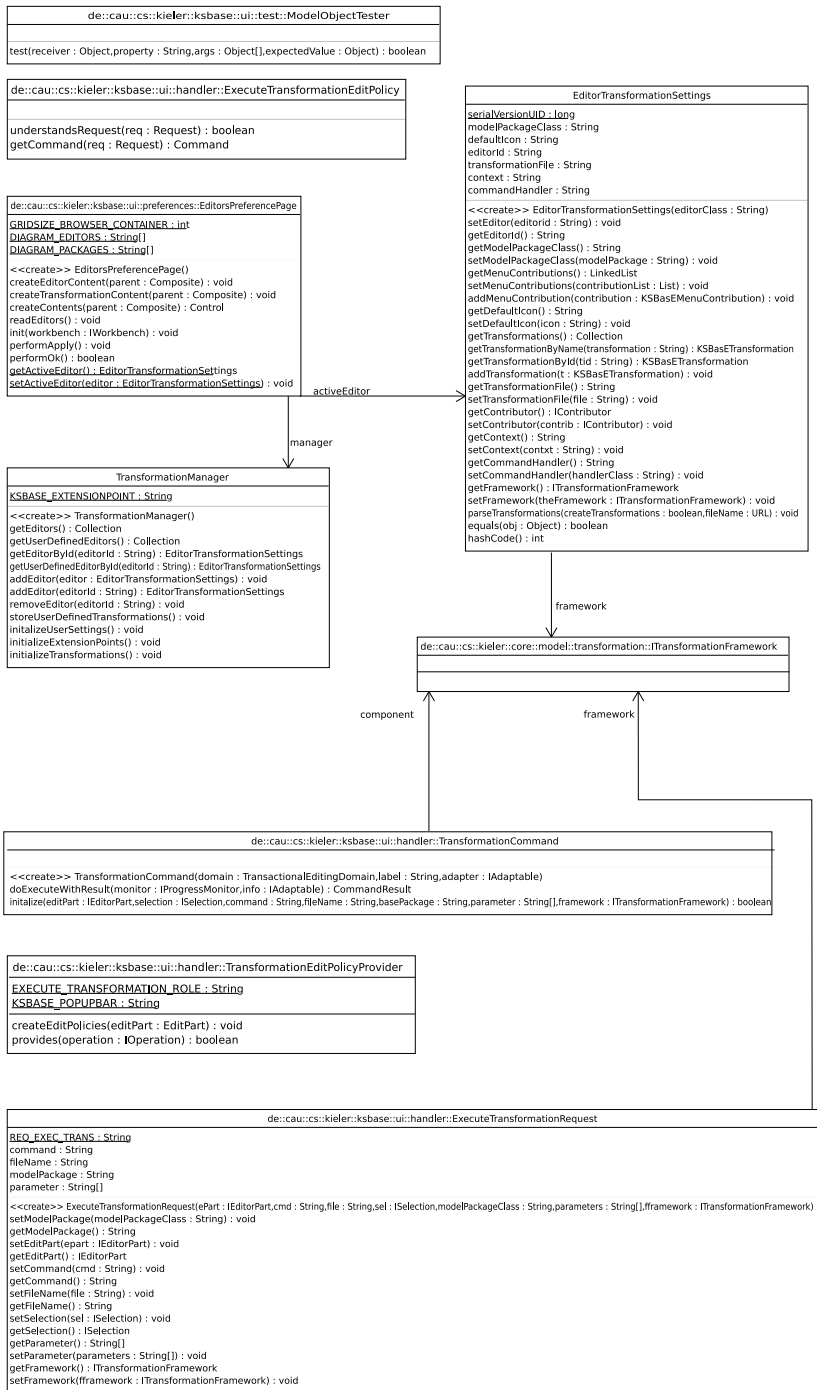 de::cau::cs::kieler::ksbase::ui::test::ModelObjectTester
test(receiver : Object,property : String,args : Object[],expectedValue : Object) : boolean
de::cau::cs::kieler::ksbase::ui::handler::ExecuteTransformationEditPolicy
understandsRequest(req : Request) : boolean
getCommand(req : Request) : Command
EditorTransformationSettings
serialVersionUID : long
modelPackageClass : String
defaultIcon : String
editorId : String
transformationFile : String
context : String
commandHandler : String
<<create>> EditorTransformationSettings(editorClass : String)
setEditor(editorid : String) : void
getEditorId() : String
getModelPackageClass() : String
setModelPackageClass(modelPackage : String) : void
getMenuContributions() : LinkedList
setMenuContributions(contributionList : List) : void
addMenuContribution(contribution : KSBasEMenuContribution) : void
getDefaultIcon() : String
setDefaultIcon(icon : String) : void
getTransformations() : Collection
getTransformationByName(transformation : String) : KSBasETransformation
getTransformationById(tid : String) : KSBasETransformation
addTransformation(t : KSBasETransformation) : void
getTransformationFile() : String
setTransformationFile(file : String) : void
getContributor() : IContributor
setContributor(contrib : IContributor) : void
getContext() : String
setContext(contxt : String) : void
getCommandHandler() : String
setCommandHandler(handlerClass : String) : void
getFramework() : ITransformationFramework
setFramework(theFramework : ITransformationFramework) : void
parseTransformations(createTransformations : boolean,fileName : URL) : void
equals(obj : Object) : boolean
hashCode() : int
de::cau::cs::kieler::ksbase::ui::preferences::EditorsPreferencePage
GRIDSIZE_BROWSER_CONTAINER : int
DIAGRAM_EDITORS : String[]
DIAGRAM_PACKAGES : String[]
<<create>> EditorsPreferencePage()
createEditorContent(parent : Composite) : void
createTransformationContent(parent : Composite) : void
createContents(parent : Composite) : Control
readEditors() : void
init(workbench : IWorkbench) : void
performApply() : void
performOk() : boolean
getActiveEditor() : EditorTransformationSettings
setActiveEditor(editor : EditorTransformationSettings) : void
activeEditor
manager
TransformationManager
KSBASE_EXTENSIONPOINT : String
<<create>> TransformationManager()
getEditors() : Collection
getUserDefinedEditors() : Collection
getEditorById(editorId : String) : EditorTransformationSettings
getUserDefinedEditorById(editorId : String) : EditorTransformationSettings
addEditor(editor : EditorTransformationSettings) : void
addEditor(editorId : String) : EditorTransformationSettings
removeEditor(editorId : String) : void
storeUserDefinedTransformations() : void
initalizeUserSettings() : void
initializeExtensionPoints() : void
initializeTransformations() : void
framework
de::cau::cs::kieler::core::model::transformation::ITransformationFramework
component
framework
de::cau::cs::kieler::ksbase::ui::handler::TransformationCommand
<<create>> TransformationCommand(domain : TransactionalEditingDomain,label : String,adapter : IAdaptable)
doExecuteWithResult(monitor : IProgressMonitor,info : IAdaptable) : CommandResult
initalize(editPart : IEditorPart,selection : ISelection,command : String,fileName : String,basePackage : String,parameter : String[],framework : ITransformationFramework) : boolean
de::cau::cs::kieler::ksbase::ui::handler::TransformationEditPolicyProvider
EXECUTE_TRANSFORMATION_ROLE : String
KSBASE_POPUPBAR : String
createEditPolicies(editPart : EditPart) : void
provides(operation : IOperation) : boolean
de::cau::cs::kieler::ksbase::ui::handler::ExecuteTransformationRequest
REQ_EXEC_TRANS : String
command : String
fileName : String
modelPackage : String
parameter : String[]
<<create>> ExecuteTransformationRequest(ePart : IEditorPart,cmd : String,file : String,sel : ISelection,modelPackageClass : String,parameters : String[],fframework : ITransformationFramework)
setModelPackage(modelPackageClass : String) : void
getModelPackage() : String
setEditPart(epart : IEditorPart) : void
getEditPart() : IEditorPart
setCommand(cmd : String) : void
getCommand() : String
setFileName(file : String) : void
getFileName() : String
setSelection(sel : ISelection) : void
getSelection() : ISelection
getParameter() : String[]
setParameter(parameters : String[]) : void
getFramework() : ITransformationFramework
setFramework(fframework : ITransformationFramework) : void